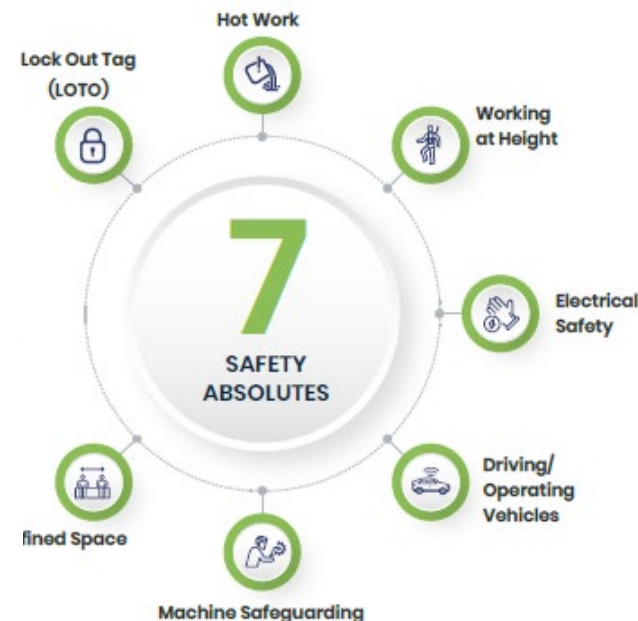 Hot Work
Lock Out Tag
(LOTO)
Working
at Height
7
SAFETY
ABSOLUTES
Electrical
Safety
Driving/
Operating
Vehicles
fined Space
Machine Safeguarding